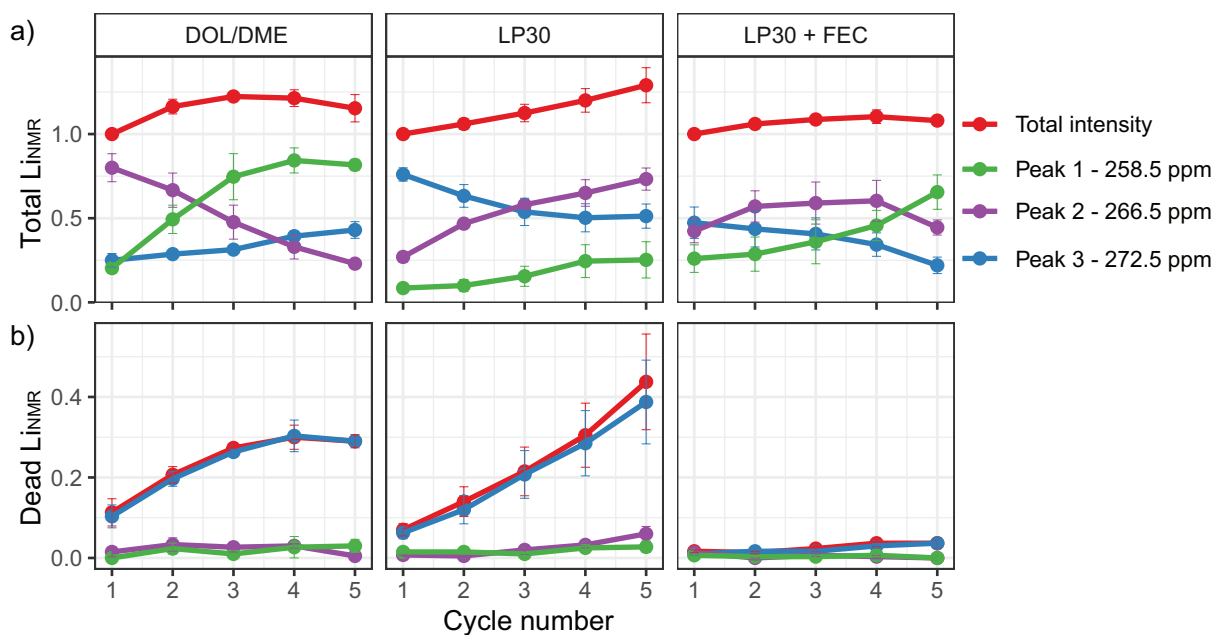 a)
DOL/DME
LP30
LP30 + FEC
Total LiNMR
1.0
0.5
0.0
Total intensity
Peak 1 - 258.5 ppm
Peak 2 - 266.5 ppm
Peak 3 - 272.5 ppm
b)
Dead LiNMR
0.4
0.2
0.0
1 2 3 4 5
1 2 3 4 5
1 2 3 4 5
Cycle number